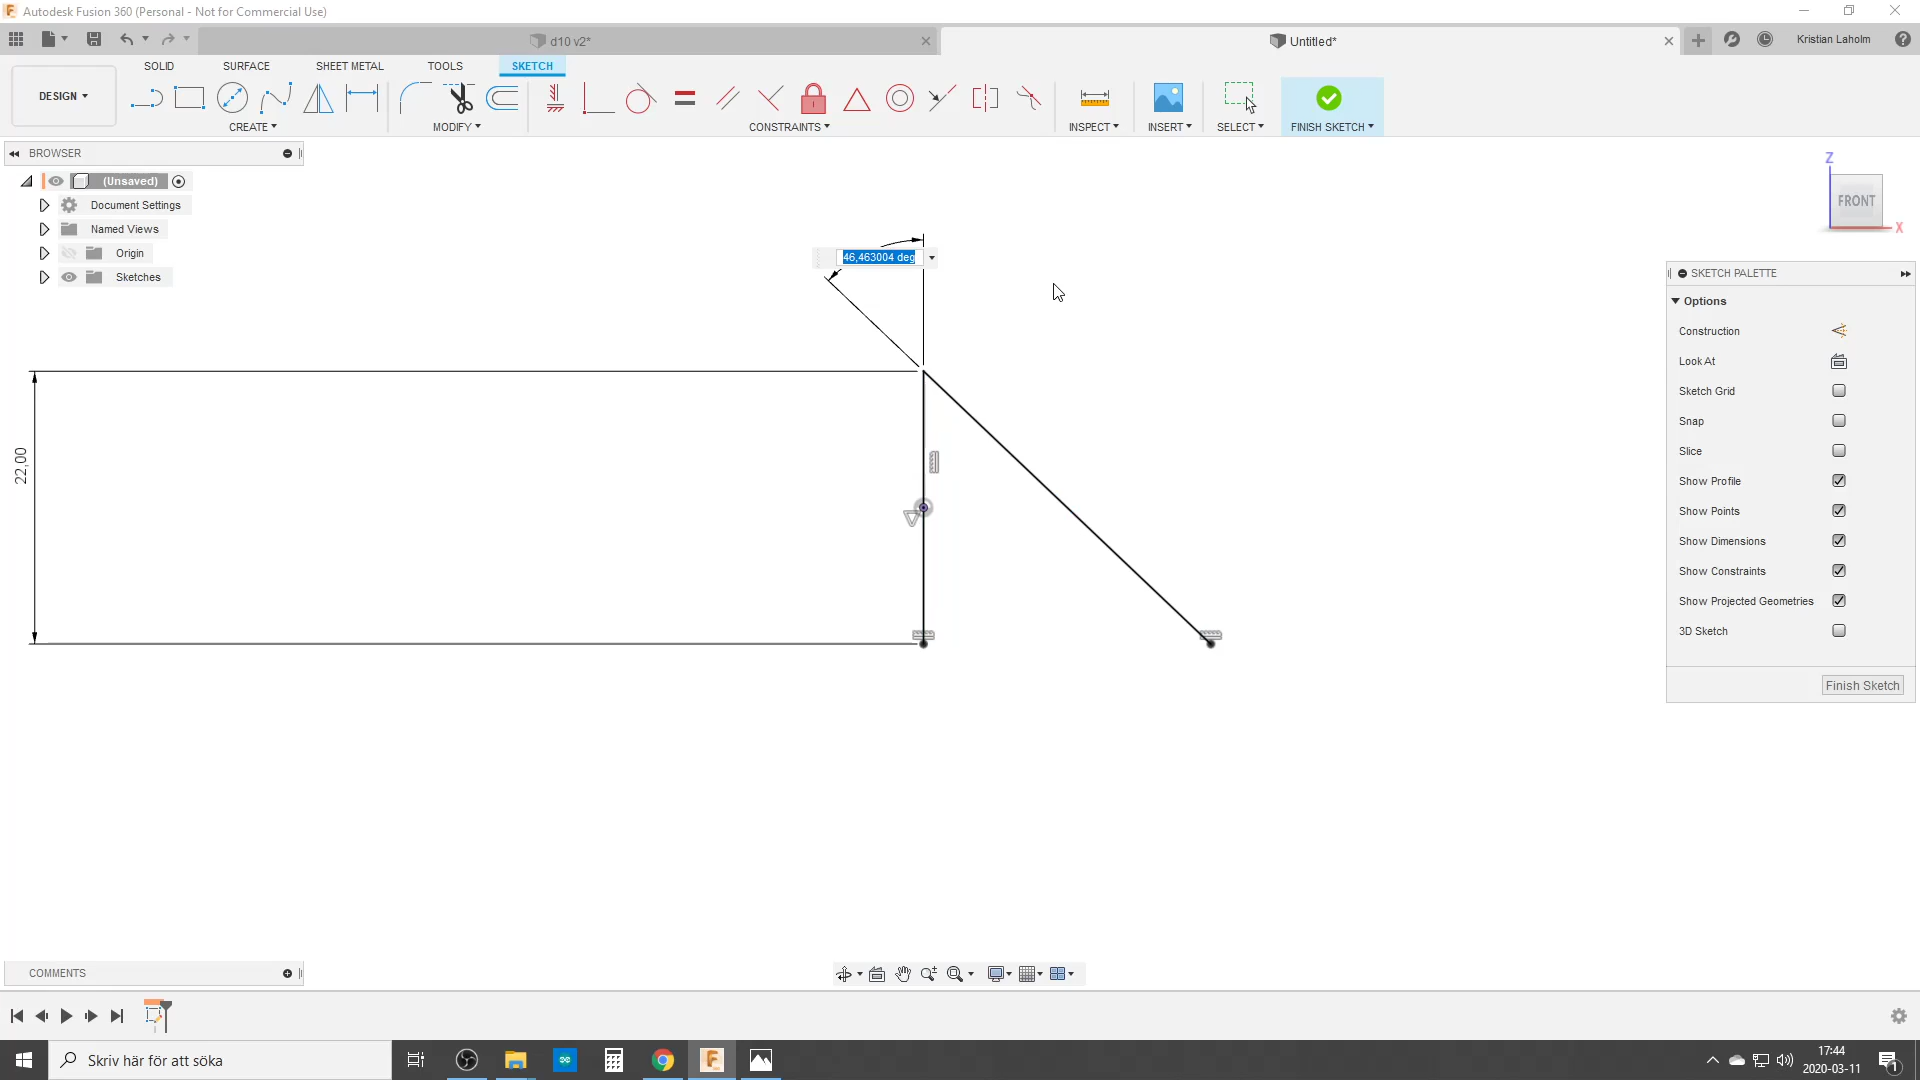 Autodesk Fusion 360 (Personal - Not for Commercial Use)
d10 v2*
Untitled*
Kristian Laholm
DESIGN
SOLID
SURFACE
SHEET METAL
TOOLS
SKETCH
CREATE
MODIFY
CONSTRAINTS
INSPECT
INSERT
SELECT
FINISH SKETCH
BROWSER
(Unsaved)
Document Settings
Named Views
Origin
Sketches
46,463004 deg
22,00
Z
FRONT
X
SKETCH PALETTE
Options
Construction
Look At
Sketch Grid
Snap
Slice
Show Profile
Show Points
Show Dimensions
Show Constraints
Show Projected Geometries
3D Sketch
Finish Sketch
COMMENTS
Skriv här för att söka
17:44
2020-03-11
1